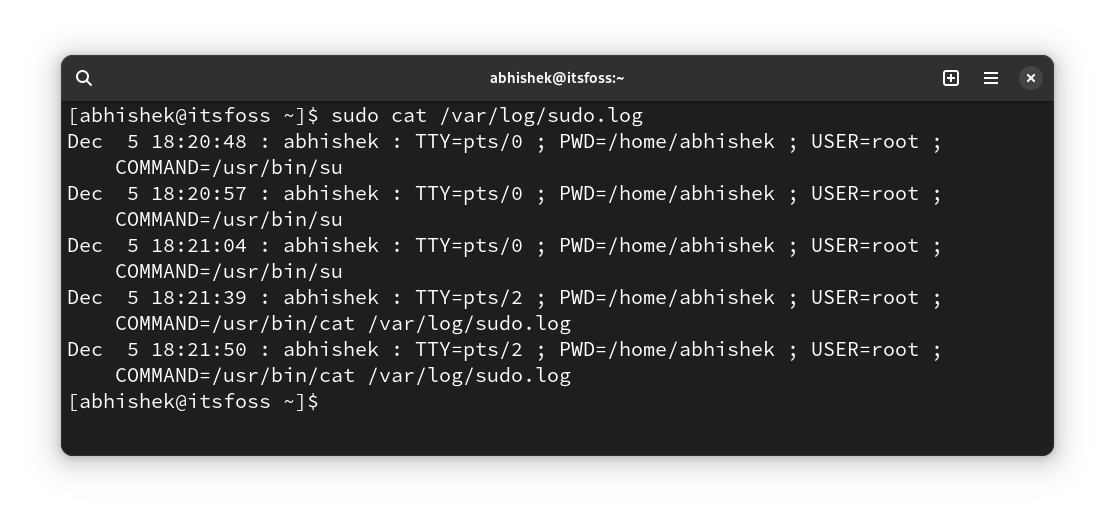 abhishek@itsfoss:~
[abhishek@itsfoss ~]$ sudo cat /var/log/sudo.log
Dec  5 18:20:48 : abhishek : TTY=pts/0 ; PWD=/home/abhishek ; USER=root ;
    COMMAND=/usr/bin/su
Dec  5 18:20:57 : abhishek : TTY=pts/0 ; PWD=/home/abhishek ; USER=root ;
    COMMAND=/usr/bin/su
Dec  5 18:21:04 : abhishek : TTY=pts/0 ; PWD=/home/abhishek ; USER=root ;
    COMMAND=/usr/bin/su
Dec  5 18:21:39 : abhishek : TTY=pts/2 ; PWD=/home/abhishek ; USER=root ;
    COMMAND=/usr/bin/cat /var/log/sudo.log
Dec  5 18:21:50 : abhishek : TTY=pts/2 ; PWD=/home/abhishek ; USER=root ;
    COMMAND=/usr/bin/cat /var/log/sudo.log
[abhishek@itsfoss ~]$